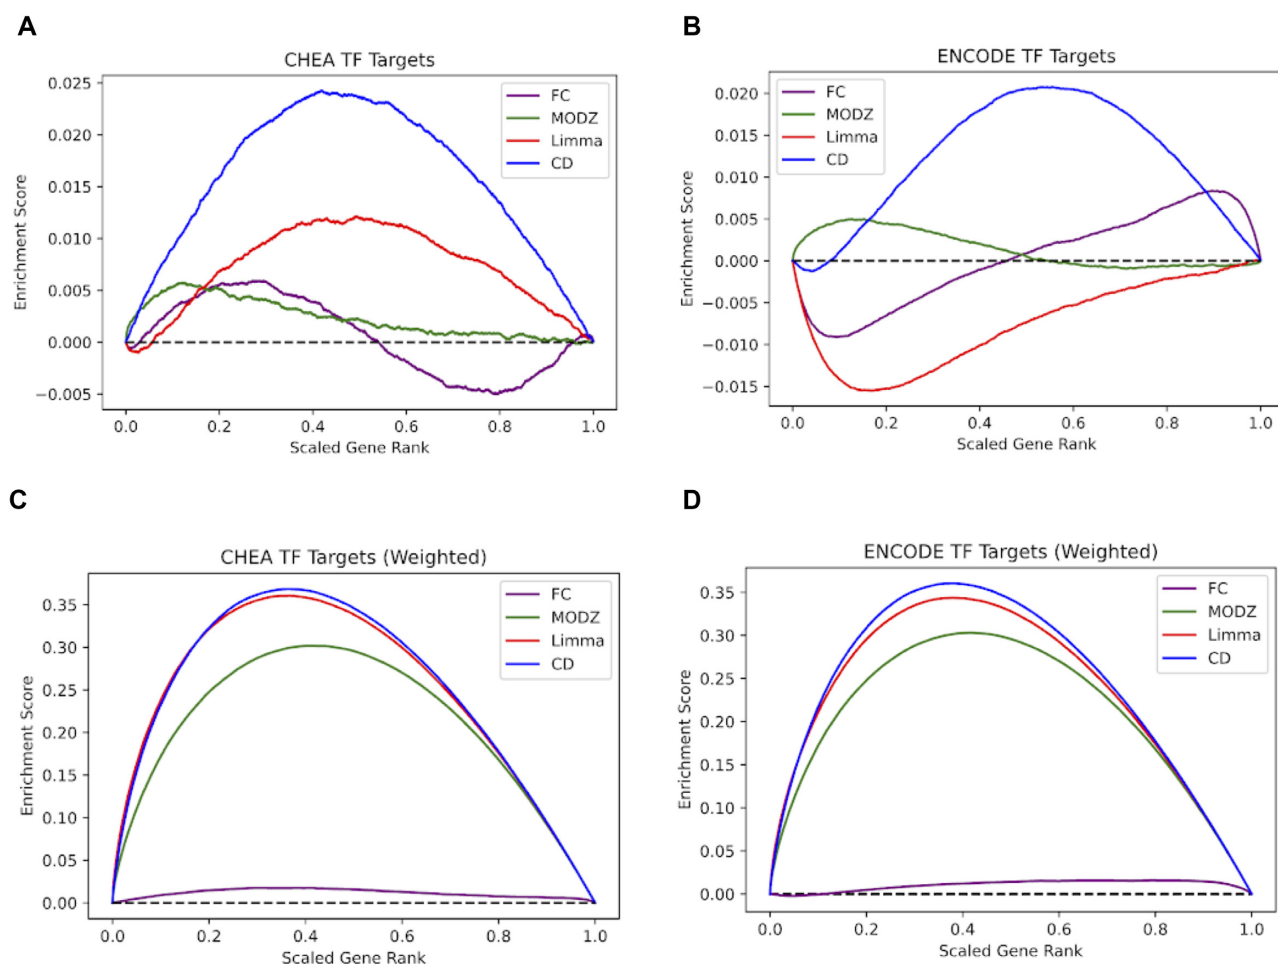 A
CHEA TF Targets
Enrichment Score
0.025
0.020
0.015
0.010
0.005
0.000
−0.005
FC
MODZ
Limma
CD
0.0 0.2 0.4 0.6 0.8 1.0
Scaled Gene Rank
B
ENCODE TF Targets
Enrichment Score
0.020
0.015
0.010
0.005
0.000
−0.005
−0.010
−0.015
FC
MODZ
Limma
CD
0.0 0.2 0.4 0.6 0.8 1.0
Scaled Gene Rank
C
CHEA TF Targets (Weighted)
Enrichment Score
0.35
0.30
0.25
0.20
0.15
0.10
0.05
0.00
FC
MODZ
Limma
CD
0.0 0.2 0.4 0.6 0.8 1.0
Scaled Gene Rank
D
ENCODE TF Targets (Weighted)
Enrichment Score
0.35
0.30
0.25
0.20
0.15
0.10
0.05
0.00
FC
MODZ
Limma
CD
0.0 0.2 0.4 0.6 0.8 1.0
Scaled Gene Rank